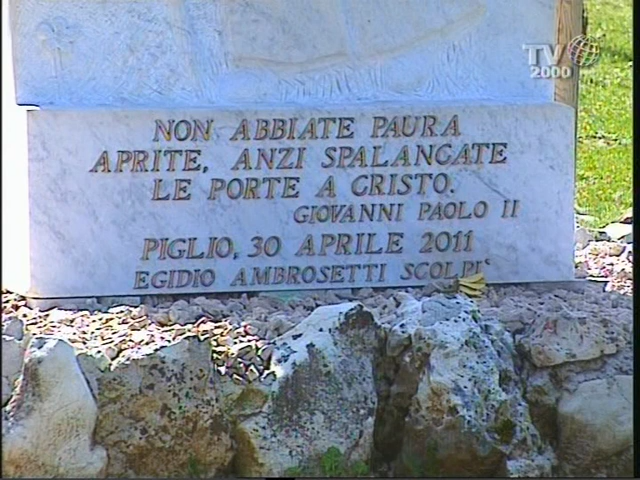 TV
2000
NON ABBIATE PAURA
APRITE, ANZI SPALANCATE
LE PORTE A CRISTO.
GIOVANNI PAOLO II
PIGLIO, 30 APRILE 2011
EGIDIO AMBROSETTI SCOLPI'